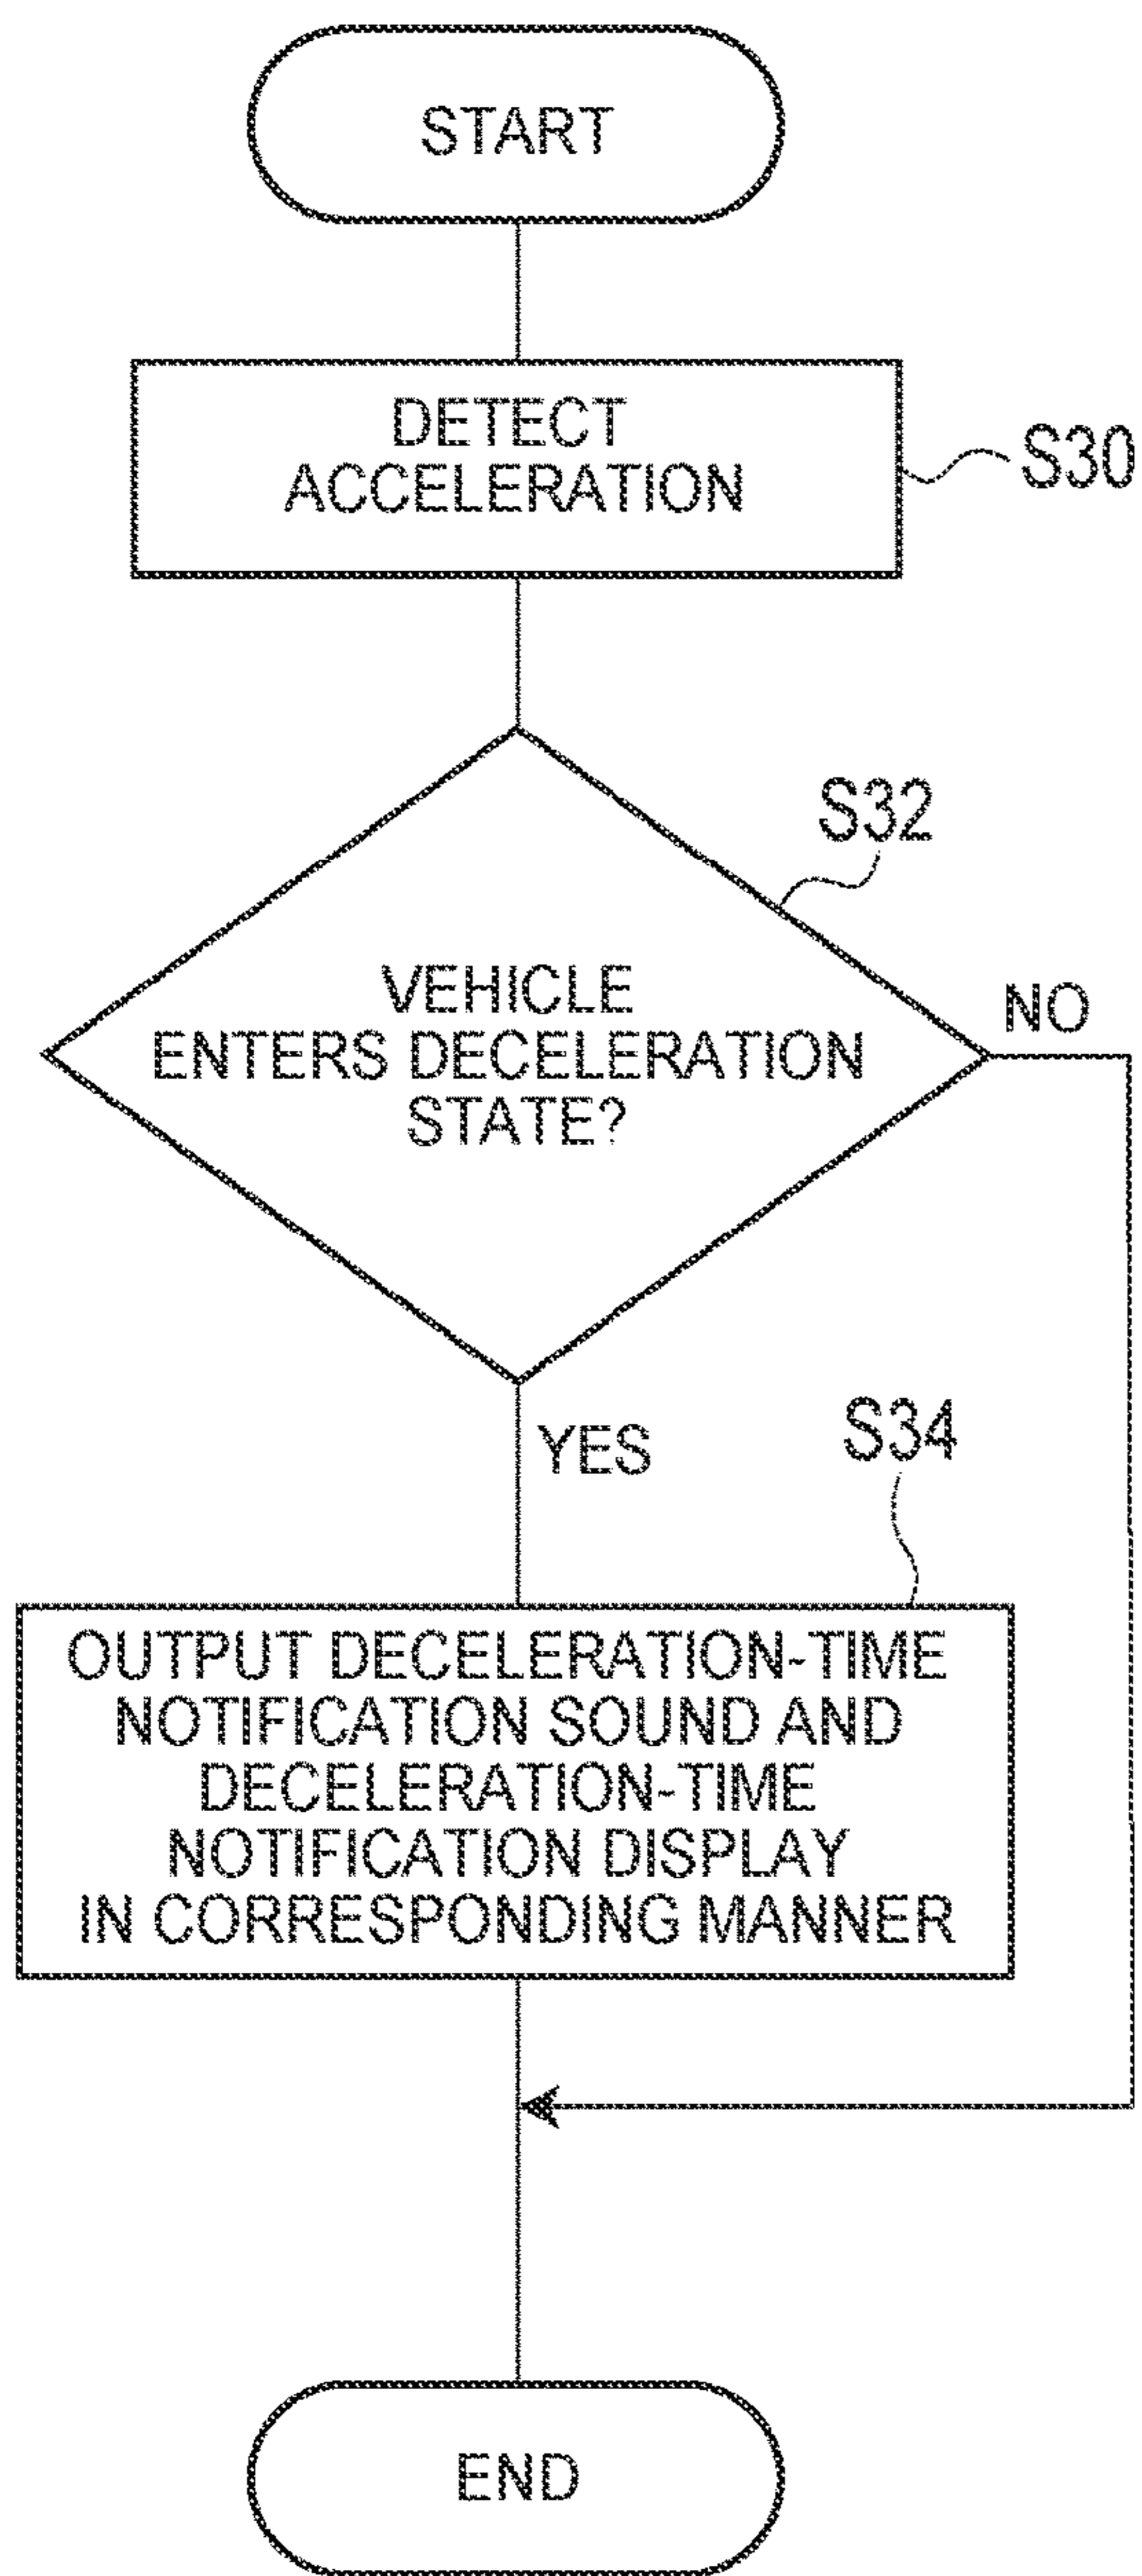 START
DETECT
ACCELERATION
S30
S32
VEHICLE
ENTERS DECELERATION
STATE?
NO
YES
S34
OUTPUT DECELERATION-TIME
NOTIFICATION SOUND AND
DECELERATION-TIME
NOTIFICATION DISPLAY
IN CORRESPONDING MANNER
END